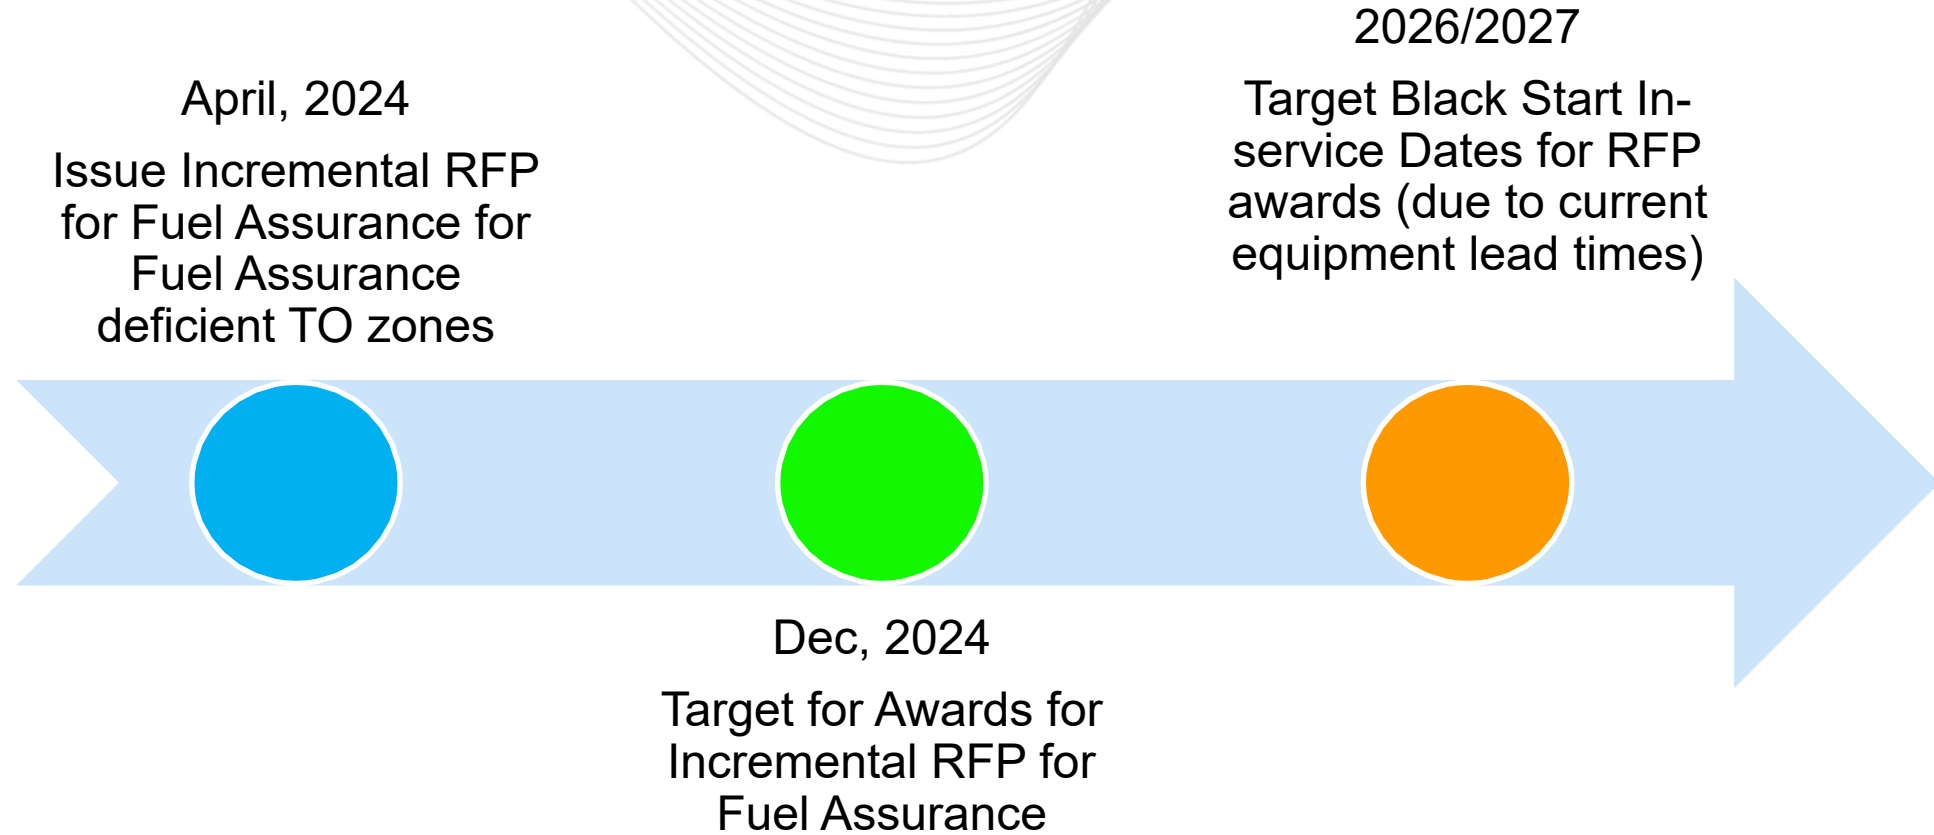 April, 2024
Issue Incremental RFP
for Fuel Assurance for
Fuel Assurance
deficient TO zones
Dec, 2024
Target for Awards for
Incremental RFP for
Fuel Assurance
2026/2027
Target Black Start In-
service Dates for RFP
awards (due to current
equipment lead times)